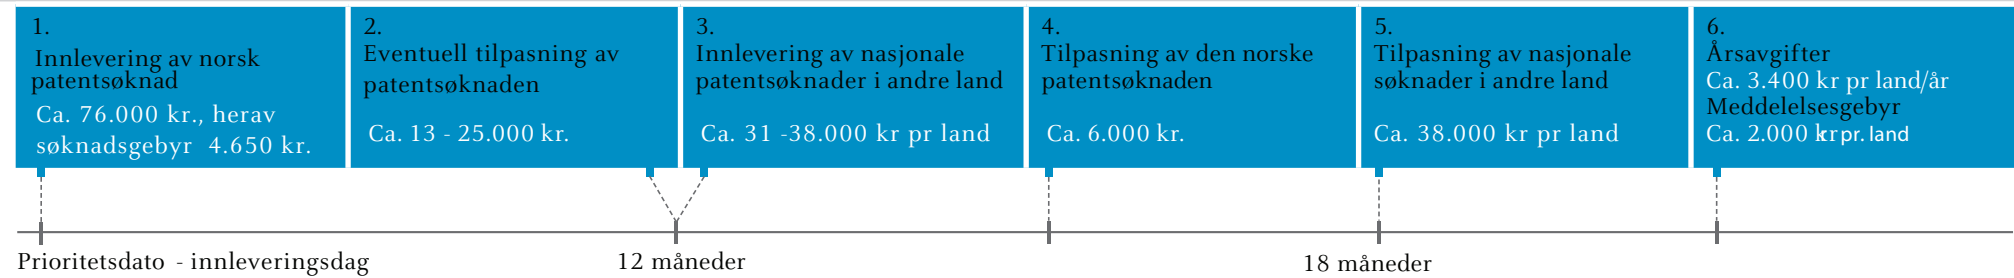 1.
Innlevering av norsk
patentsøknad
Ca. 76.000 kr., herav
søknadsgebyr 4.650 kr.
2.
Eventuell tilpasning av
patentsøknaden
Ca. 13 - 25.000 kr.
3.
Innlevering av nasjonale
patentsøknader i andre land
Ca. 31 -38.000 kr pr land
4.
Tilpasning av den norske
patentsøknaden
Ca. 6.000 kr.
5.
Tilpasning av nasjonale
søknader i andre land
Ca. 38.000 kr pr land
6.
Årsavgifter
Ca. 3.400 kr pr land/år
Meddelelsesgebyr
Ca. 2.000 kr pr. land
Prioritetsdato - innleveringsdag
12 måneder
18 måneder